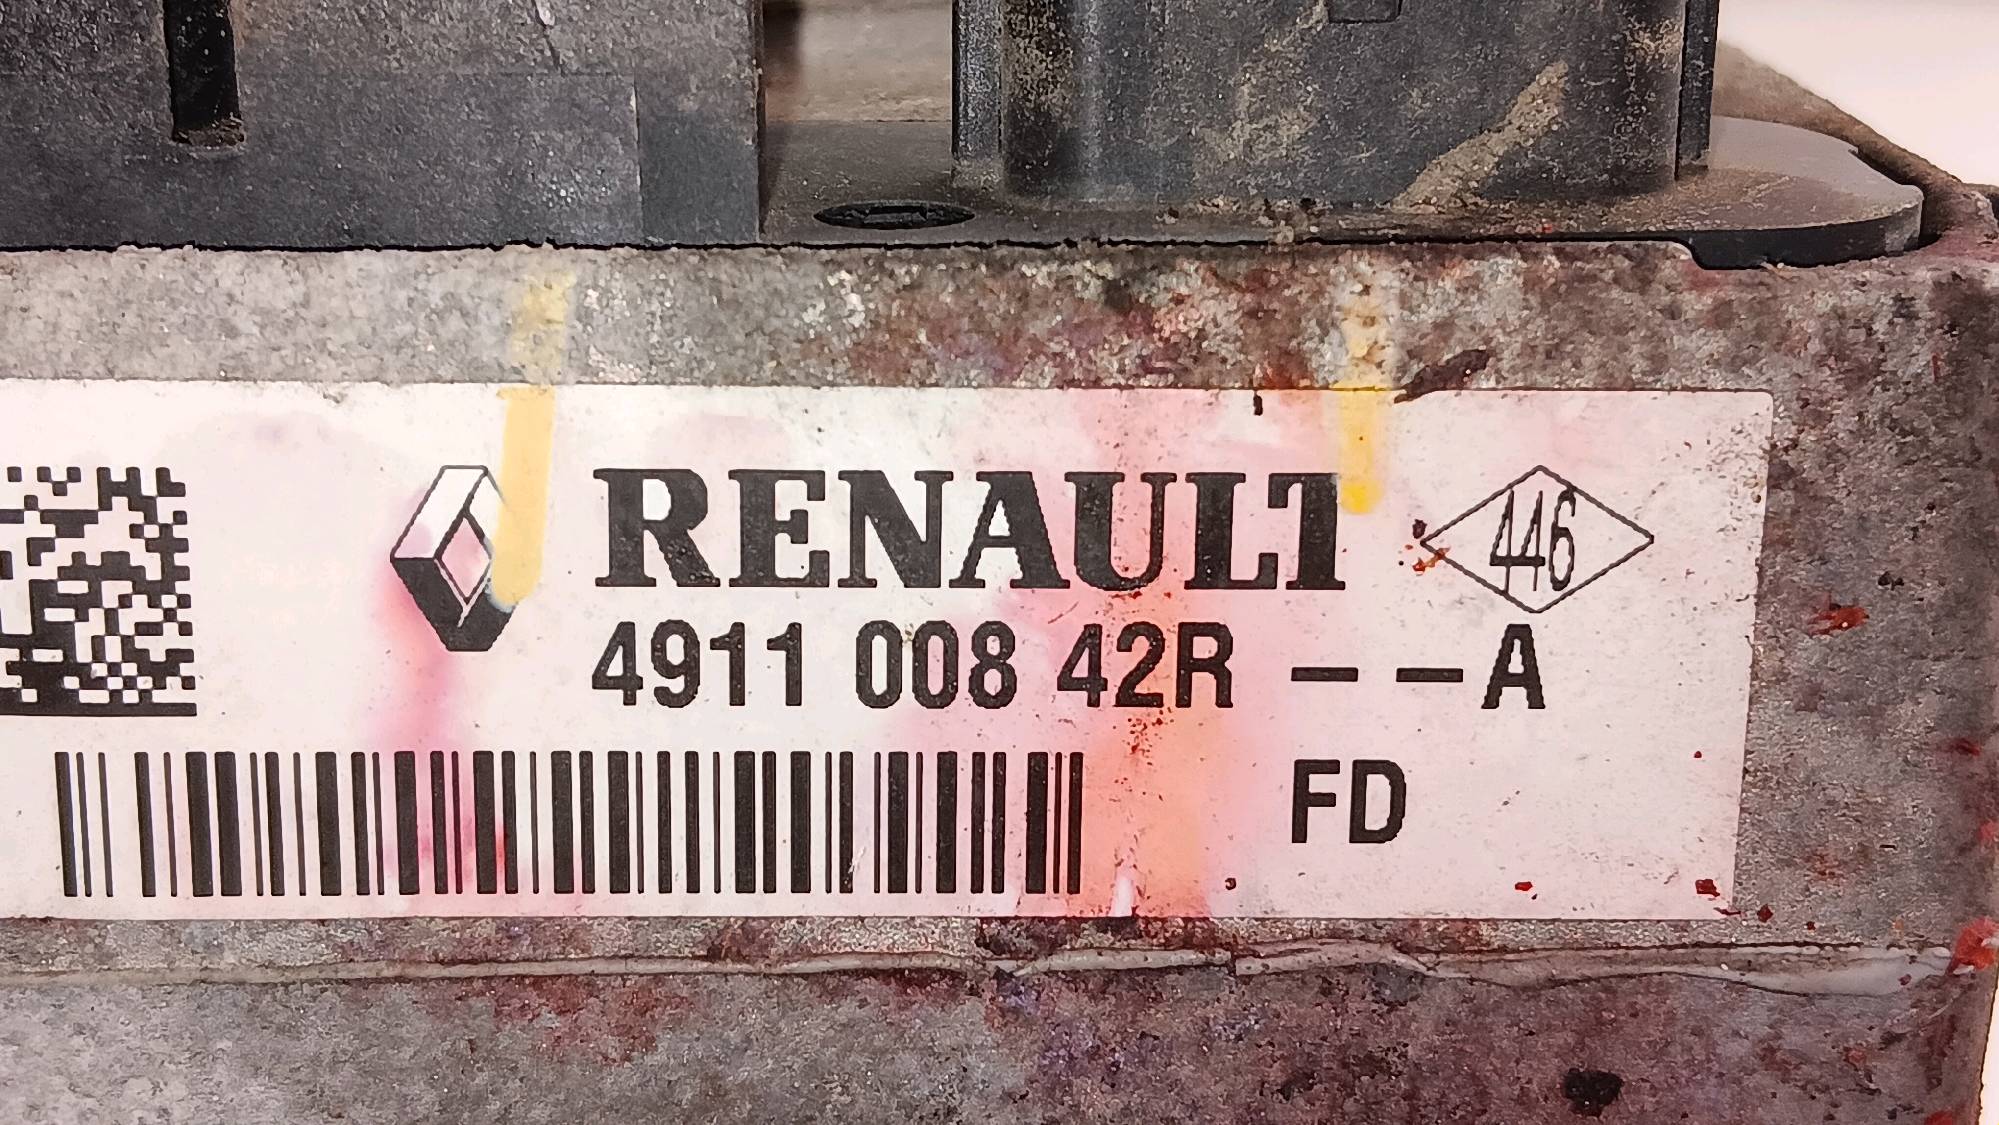 RENAULT 446
4911 008 42R – – A
FD